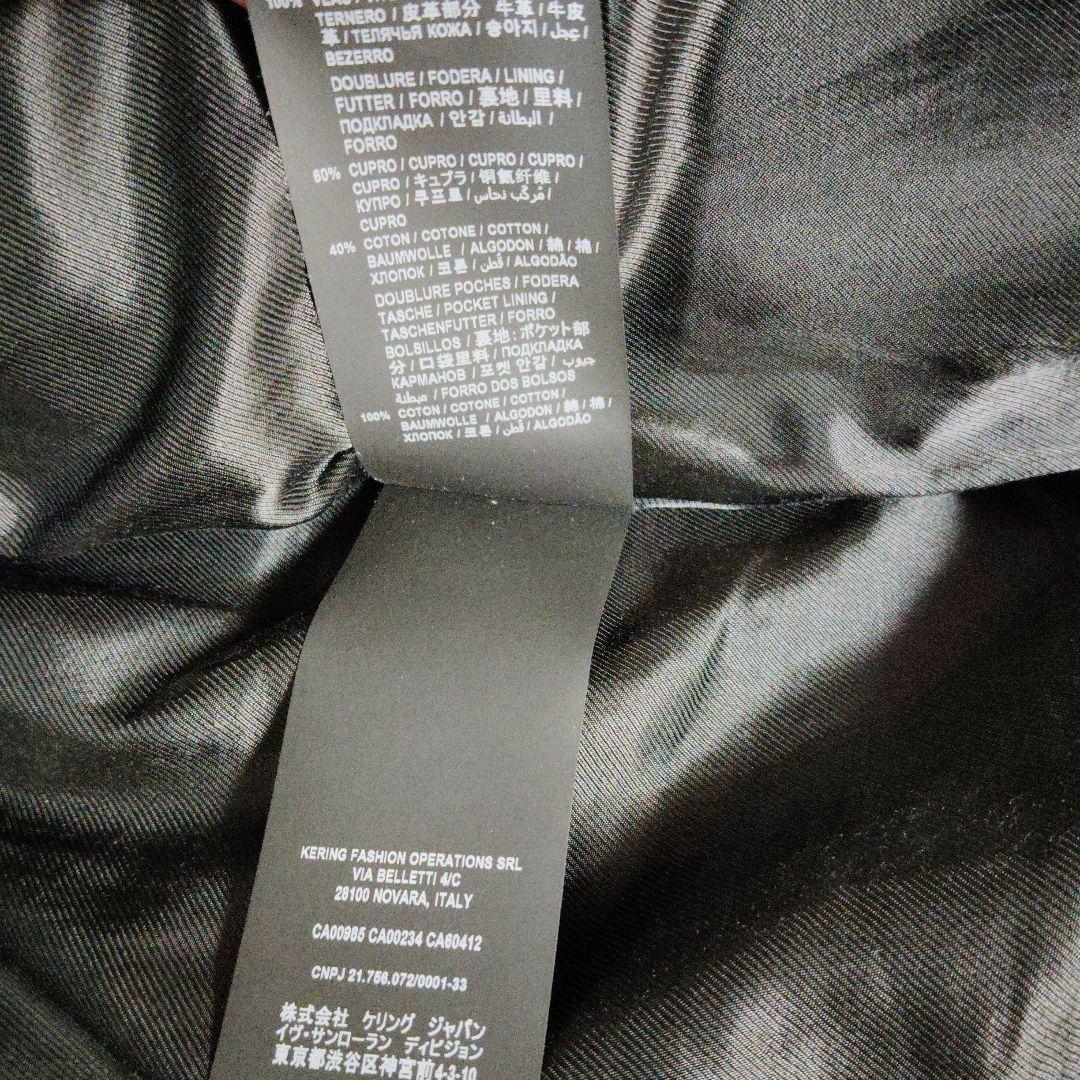 100%
TERNERO / 皮革部分 牛革 / 牛皮
革 / ТЕЛЯЧЬЯ КОЖА / 송아지 / عجل /
BEZERRO
DOUBLURE / FODERA / LINING /
FUTTER / FORRO / 裏地 / 里料 /
ПОДКЛАДКА / 안감 / البطانة /
FORRO
60% CUPRO / CUPRO / CUPRO / CUPRO /
CUPRO / キュプラ / 铜氨纤维 /
КУПРО / 쿠프로 / مُركّب نحاس /
CUPRO
40% COTON / COTONE / COTTON /
BAUMWOLLE / ALGODON / 綿 / 棉 /
ХЛОПОК / 코튼 / قُطن / ALGODÃO
DOUBLURE POCHES / FODERA
TASCHE / POCKET LINING /
TASCHENFUTTER / FORRO
BOLSILLOS / 裏地:ポケット部
分 / 口袋里料 / ПОДКЛАДКА
КАРМАНОВ / 포켓 안감 / جيوب
مبطنة / FORRO DOS BOLSOS
100% COTON / COTONE / COTTON /
BAUMWOLLE / ALGODON / 綿 / 棉 /
ХЛОПОК / 코튼 / قُطن / ALGODÃO
KERING FASHION OPERATIONS SRL
VIA BELLETTI 4/C
28100 NOVARA, ITALY
CA00985 CA00234 CA60412
CNPJ 21.756.072/0001-33
株式会社 ケリング ジャパン
イヴ・サンローラン ディビジョン
東京都渋谷区神宮前4-3-10